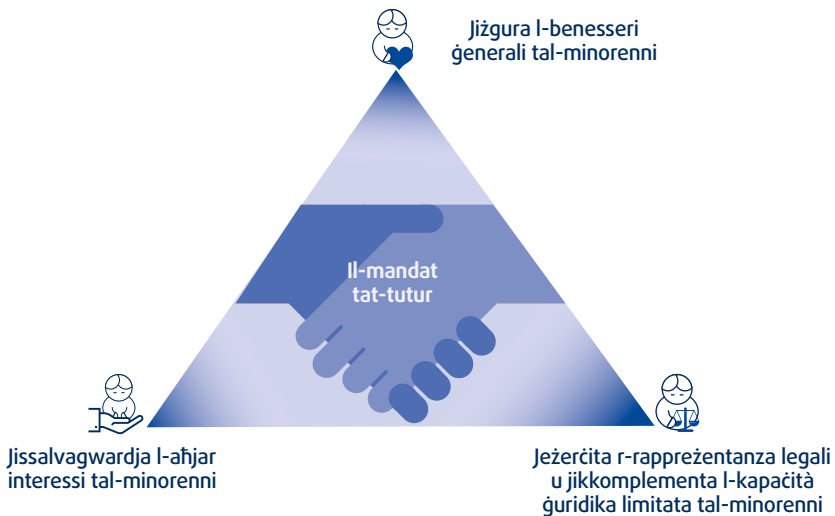 Jiżgura l-benesseri
ġenerali tal-minorenni
Il-mandat
tat-tutur
Jissalvagwardja l-aħjar
interessi tal-minorenni
Jeżerċita r-rappreżentanza legali
u jikkomplementa l-kapaċità
ġuridika limitata tal-minorenni